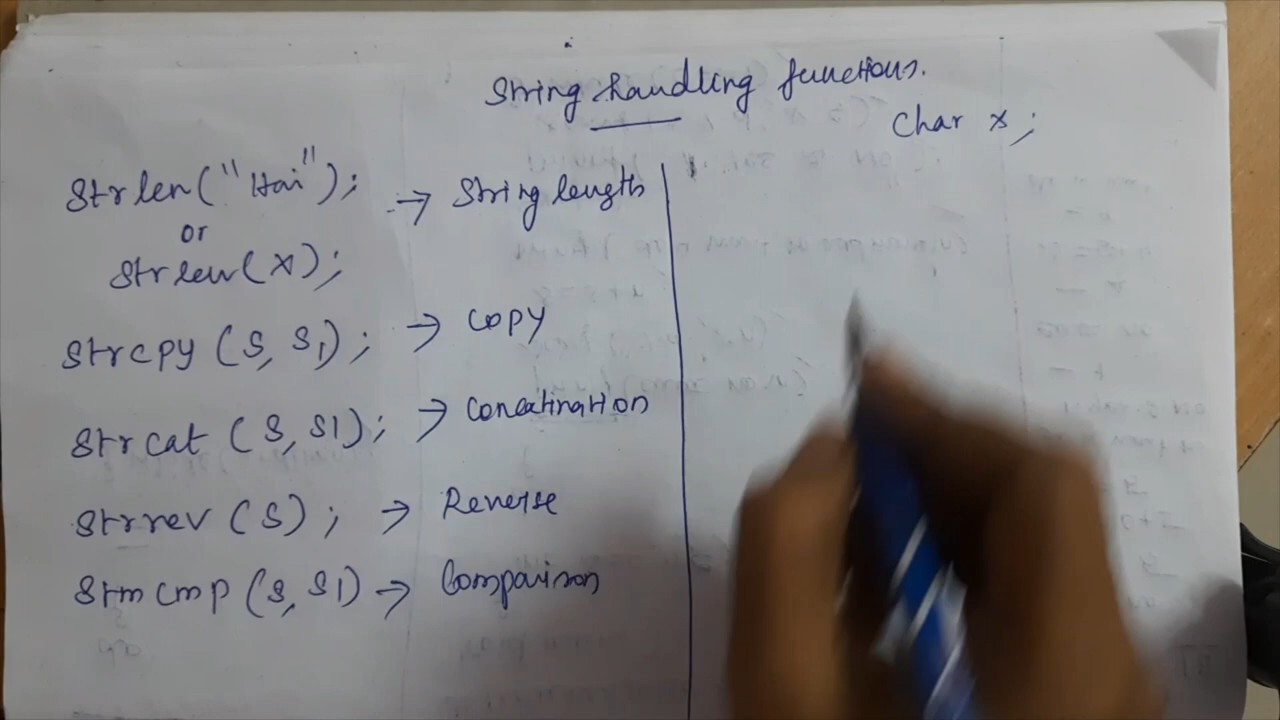 String handling functions.
Char x;
Strlen("Hai"); → String length
or
Strlen(x);
Strcpy (S, S1); → Copy
Strcat (S, S1); → Concatination
Strrev (S); → Reverse
Strncmp (S, S1) → Comparison